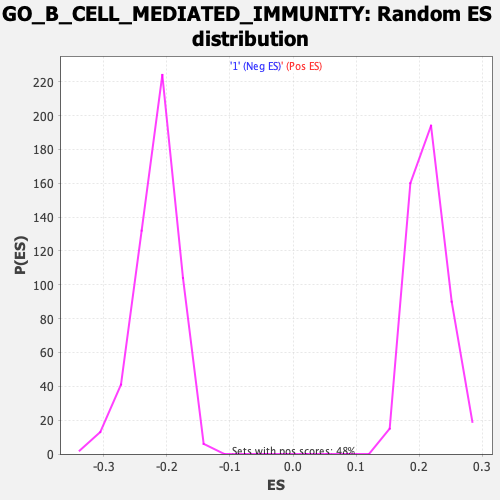 GO_B_CELL_MEDIATED_IMMUNITY: Random ES
distribution
'1' (Neg ES)' (Pos ES)
220
200
180
160
140
120
100
80
60
40
20
0
P(ES)
Sets with pos scores: 48%
-0.3 -0.2 -0.1 0.0 0.1 0.2 0.3
ES